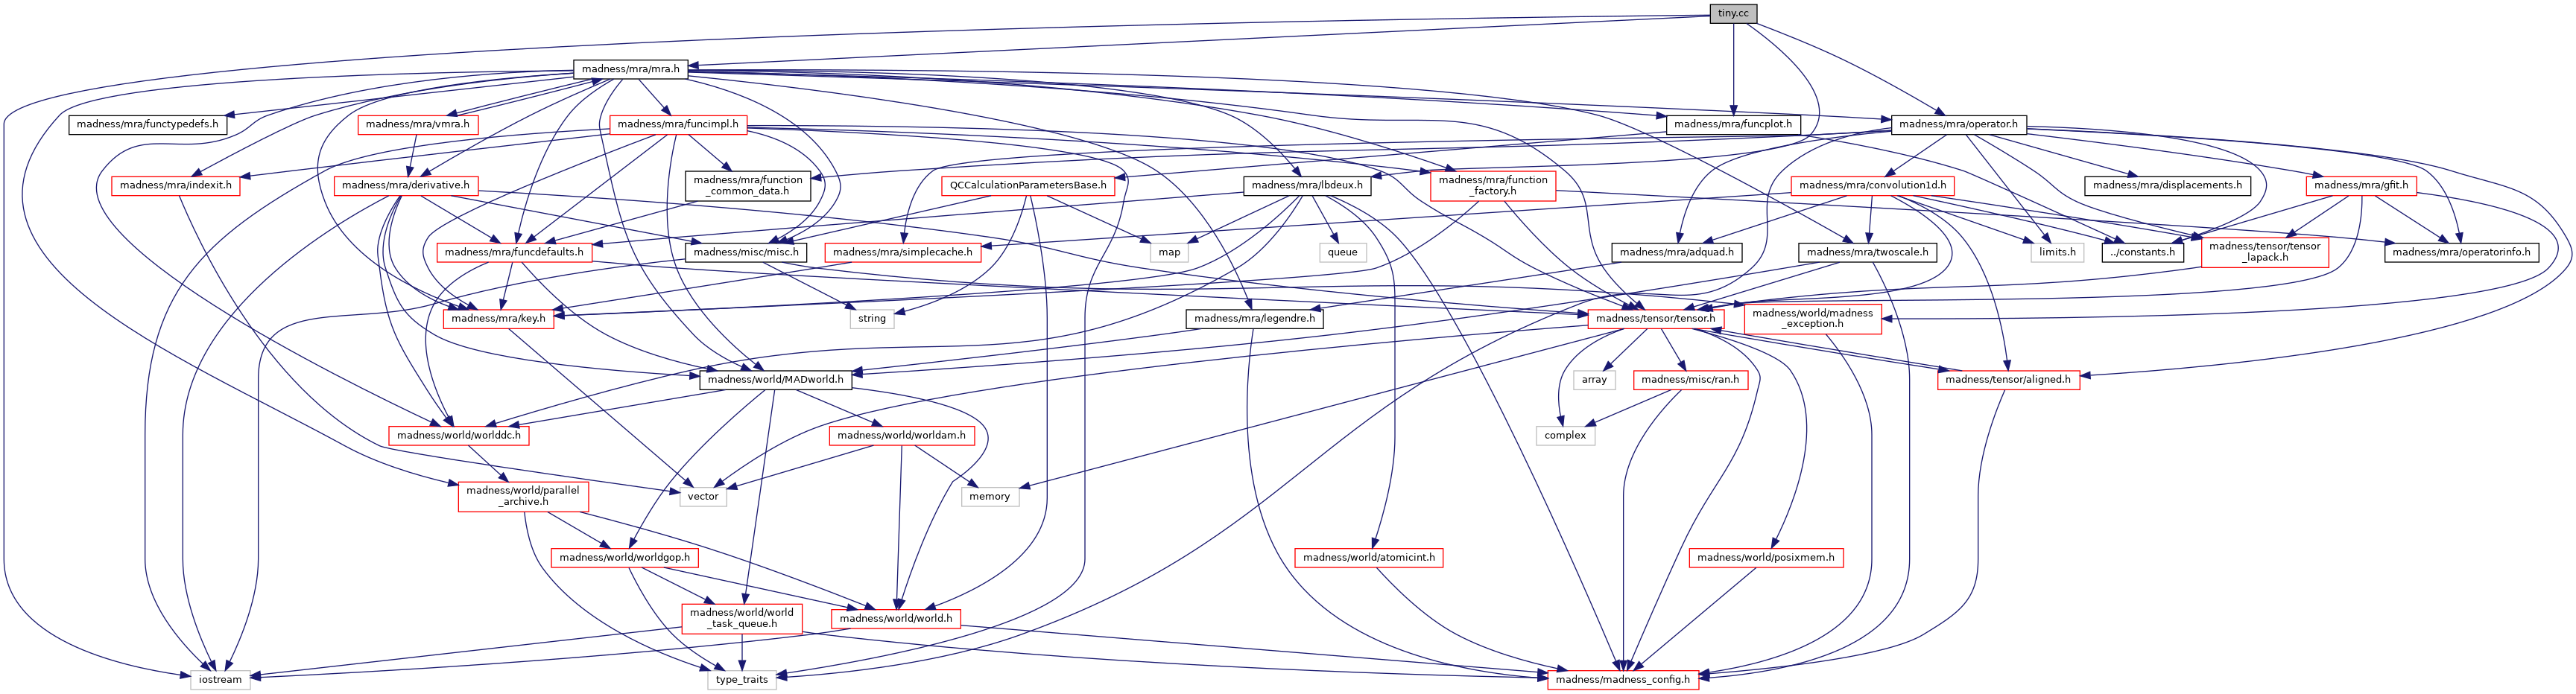 tiny.cc
madness/mra/mra.h
madness/mra/functypedefs.h
madness/mra/vmra.h
madness/mra/funcimpl.h
madness/mra/funcplot.h
madness/mra/operator.h
madness/mra/indexit.h
madness/mra/derivative.h
madness/mra/function
_common_data.h
QCCalculationParametersBase.h
madness/mra/lbdeux.h
madness/mra/function
_factory.h
madness/mra/convolution1d.h
madness/mra/displacements.h
madness/mra/gfit.h
madness/mra/funcdefaults.h
madness/misc/misc.h
madness/mra/simplecache.h
map
queue
madness/mra/adquad.h
madness/mra/twoscale.h
limits.h
../constants.h
madness/tensor/tensor
_lapack.h
madness/mra/operatorinfo.h
madness/mra/key.h
string
madness/mra/legendre.h
madness/tensor/tensor.h
madness/world/madness
_exception.h
madness/world/MADworld.h
array
madness/misc/ran.h
madness/tensor/aligned.h
madness/world/worlddc.h
madness/world/worldam.h
complex
madness/world/parallel
_archive.h
vector
memory
madness/world/worldgop.h
madness/world/atomicint.h
madness/world/posixmem.h
madness/world/world
_task_queue.h
madness/world/world.h
iostream
type_traits
madness/madness_config.h